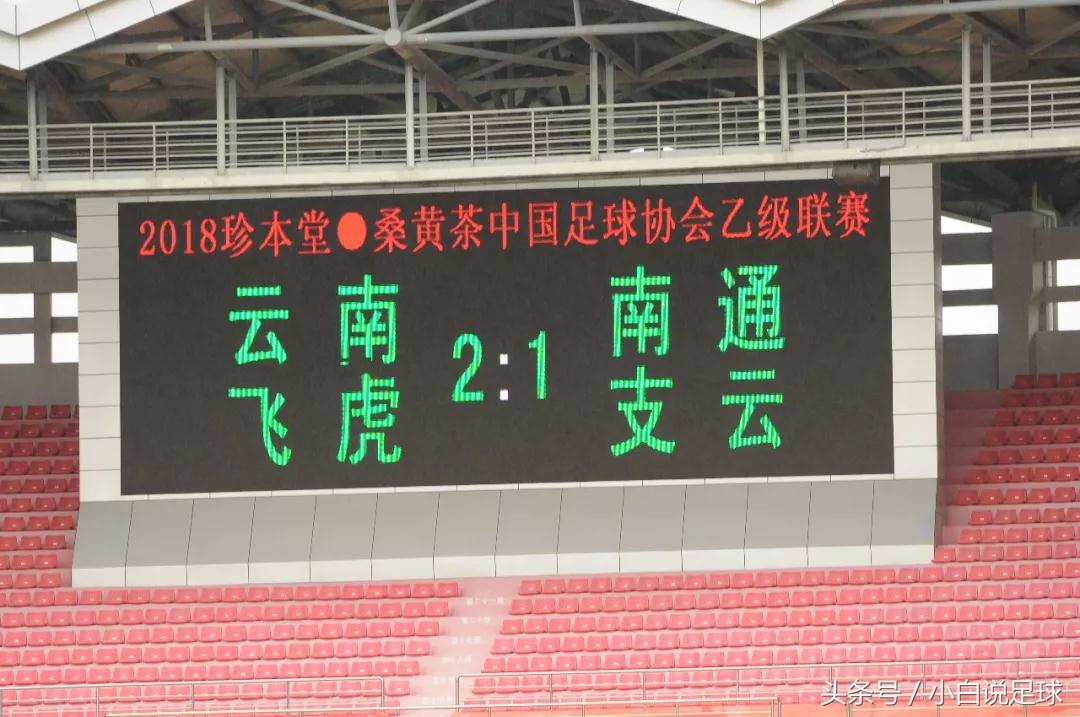 2018珍本堂●桑黄茶中国足球协会乙级联赛
云南 2:1 南通
飞虎 支云
头条号 / 小白说足球